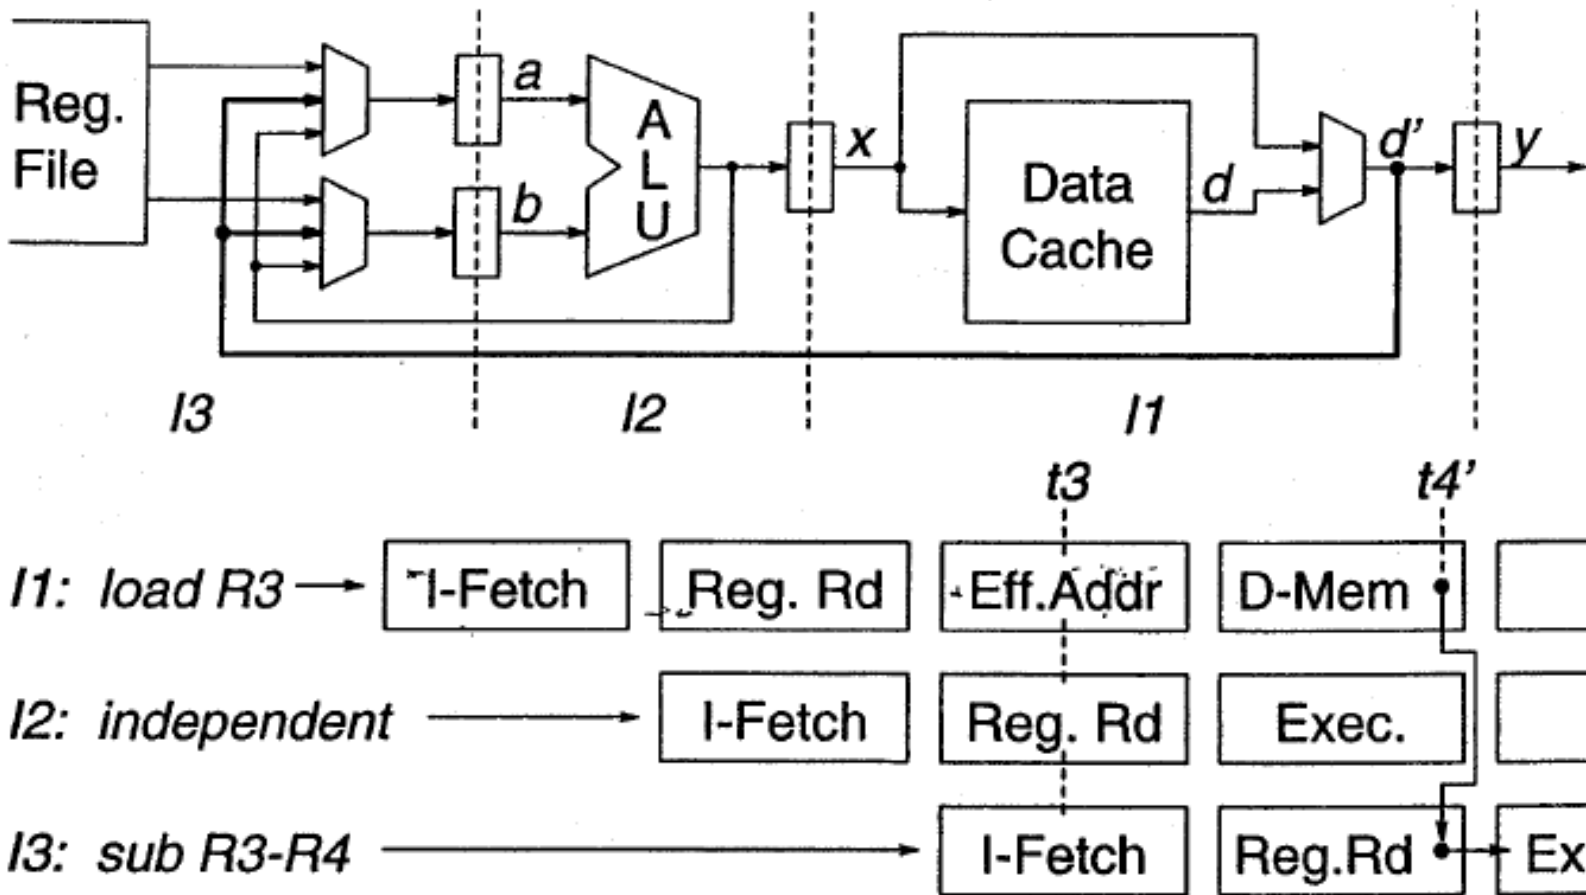 Reg.
File
a
b
A
L
U
x
Data
Cache
d
d'
y
I3
I2
I1
t3
t4'
I1: load R3 I-Fetch Reg. Rd Eff.Addr D-Mem
I2: independent I-Fetch Reg. Rd Exec.
I3: sub R3-R4 I-Fetch Reg.Rd Ex